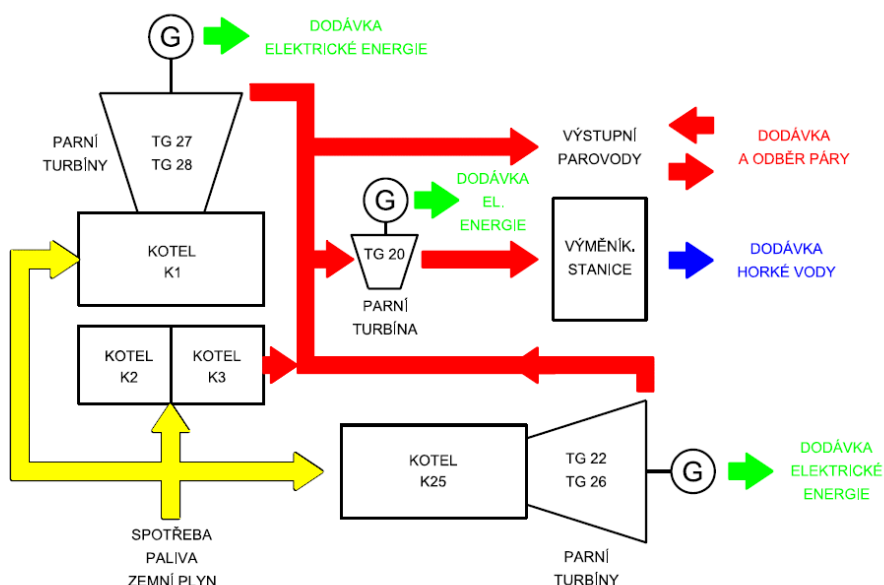 G
DODÁVKA
ELEKTRICKÉ ENERGIE
PARNÍ
TURBÍNY
TG 27
TG 28
VÝSTUPNÍ
PAROVODY
DODÁVKA
A ODBĚR PÁRY
G
DODÁVKA
EL.
ENERGIE
KOTEL
K1
TG 20
VÝMĚNÍK.
STANICE
DODÁVKA
HORKÉ VODY
PARNÍ
TURBÍNA
KOTEL
K2
KOTEL
K3
KOTEL
K25
TG 22
TG 26
G
DODÁVKA
ELEKTRICKÉ
ENERGIE
SPOTŘEBA
PALIVA
ZEMNÍ PLYN
PARNÍ
TURBÍNY